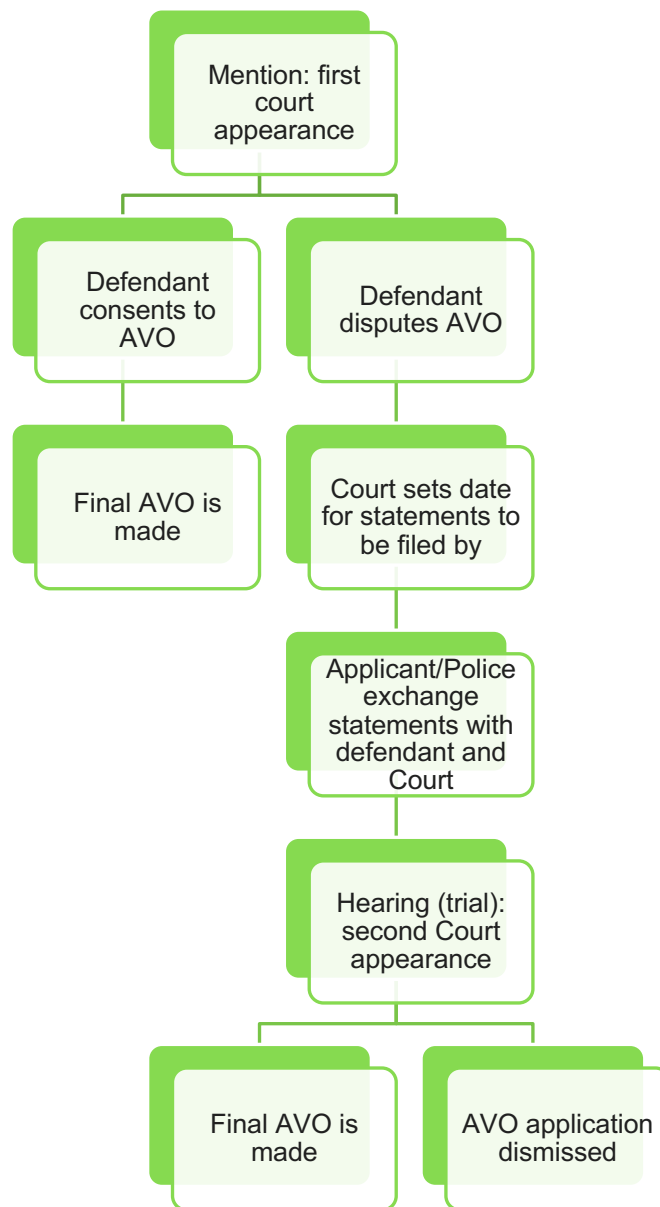 Mention: first
court
appearance
Defendant
consents to
AVO
Defendant
disputes AVO
Final AVO is
made
Court sets date
for statements to
be filed by
Applicant/Police
exchange
statements with
defendant and
Court
Hearing (trial):
second Court
appearance
Final AVO is
made
AVO application
dismissed